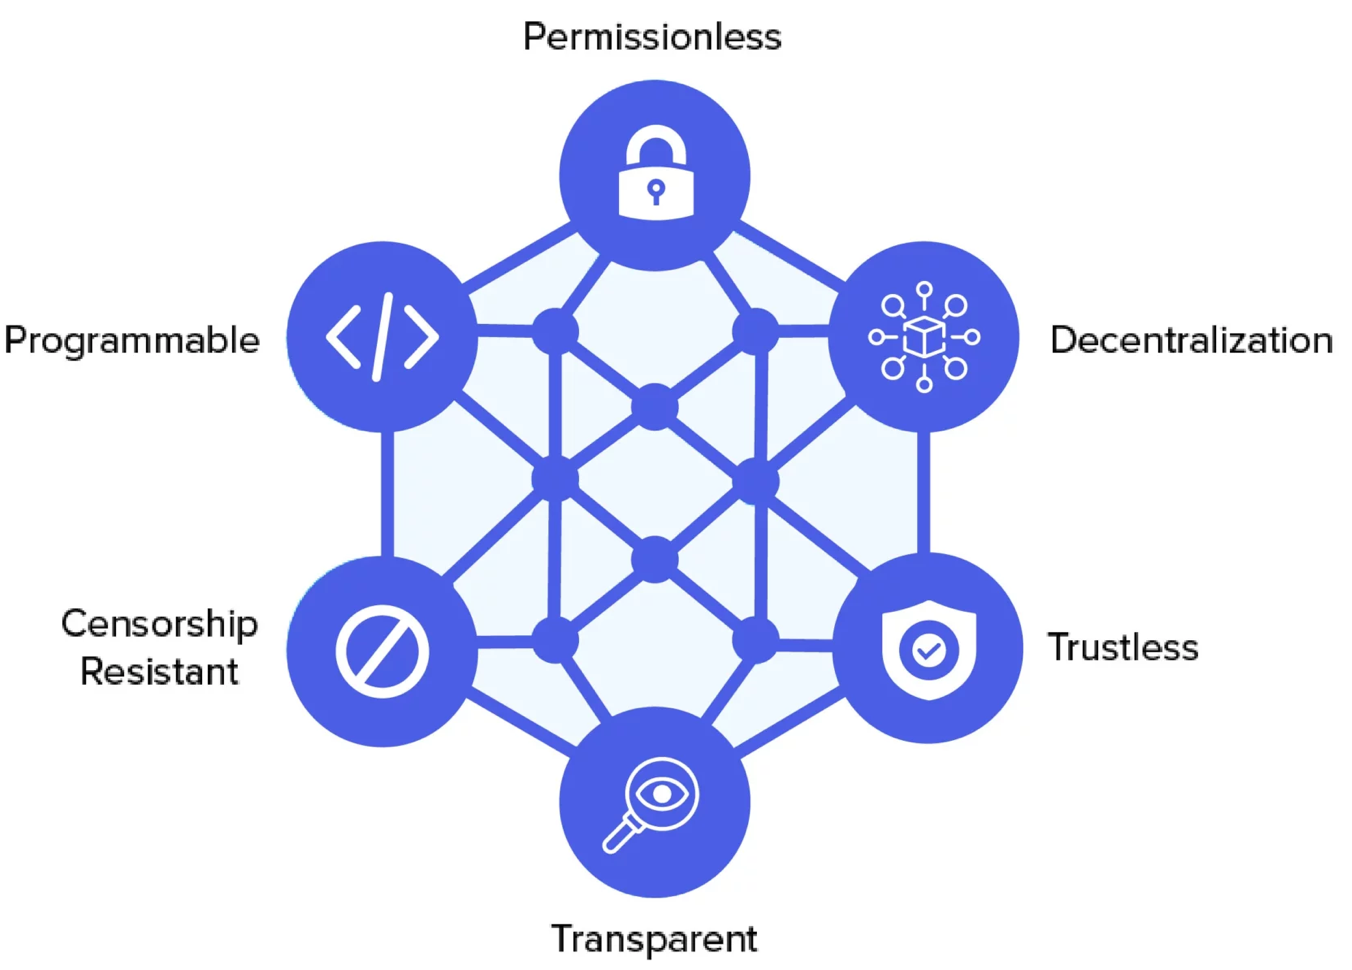 Permissionless
Programmable
Decentralization
Censorship
Resistant
Trustless
Transparent